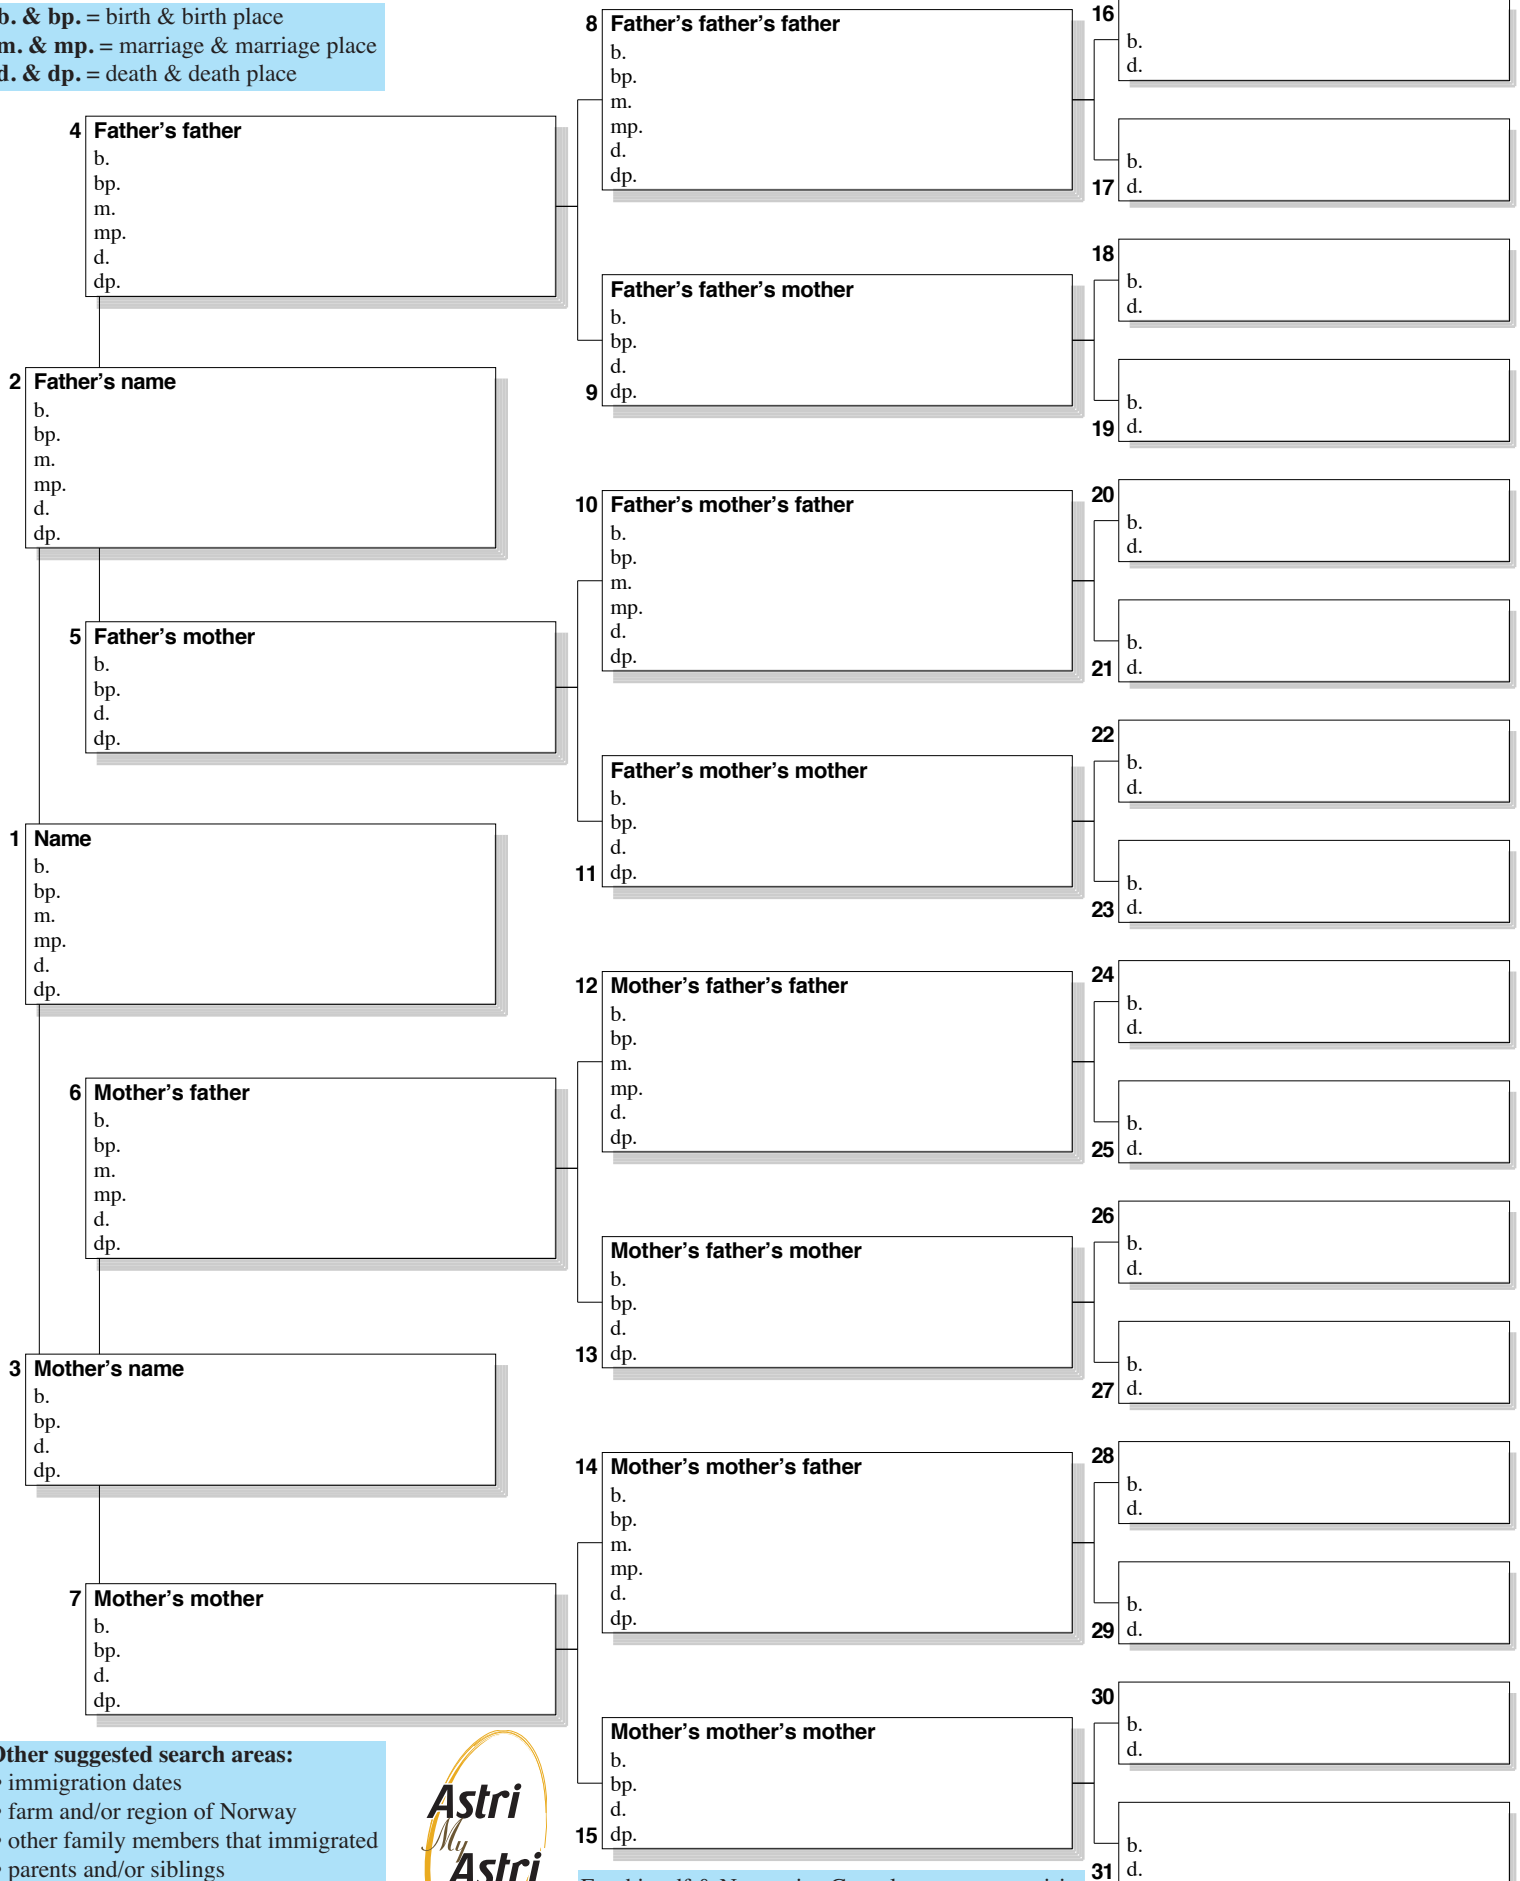 b. & bp. = birth & birth place
m. & mp. = marriage & marriage place
d. & dp. = death & death place
4 Father's father
b.
bp.
m.
mp.
d.
dp.
2 Father's name
b.
bp.
m.
mp.
d.
dp.
5 Father's mother
b.
bp.
d.
dp.
1 Name
b.
bp.
m.
mp.
d.
dp.
6 Mother's father
b.
bp.
m.
mp.
d.
dp.
3 Mother's name
b.
bp.
d.
dp.
7 Mother's mother
b.
bp.
d.
dp.
8 Father's father's father
b.
bp.
m.
mp.
d.
dp.
Father's father's mother
b.
bp.
d.
9 dp.
10 Father's mother's father
b.
bp.
m.
mp.
d.
dp.
Father's mother's mother
b.
bp.
d.
11 dp.
12 Mother's father's father
b.
bp.
m.
mp.
d.
dp.
Mother's father's mother
b.
bp.
d.
13 dp.
14 Mother's mother's father
b.
bp.
m.
mp.
d.
dp.
Mother's mother's mother
b.
bp.
d.
15 dp.
16
b.
d.
b.
17 d.
18
b.
d.
b.
19 d.
20
b.
d.
b.
21 d.
22
b.
d.
b.
23 d.
24
b.
d.
b.
25 d.
26
b.
d.
b.
27 d.
28
b.
d.
b.
29 d.
30
b.
d.
b.
31 d.
Other suggested search areas:
• immigration dates
• farm and/or region of Norway
• other family members that immigrated
• parents and/or siblings
Astri
My
Astri